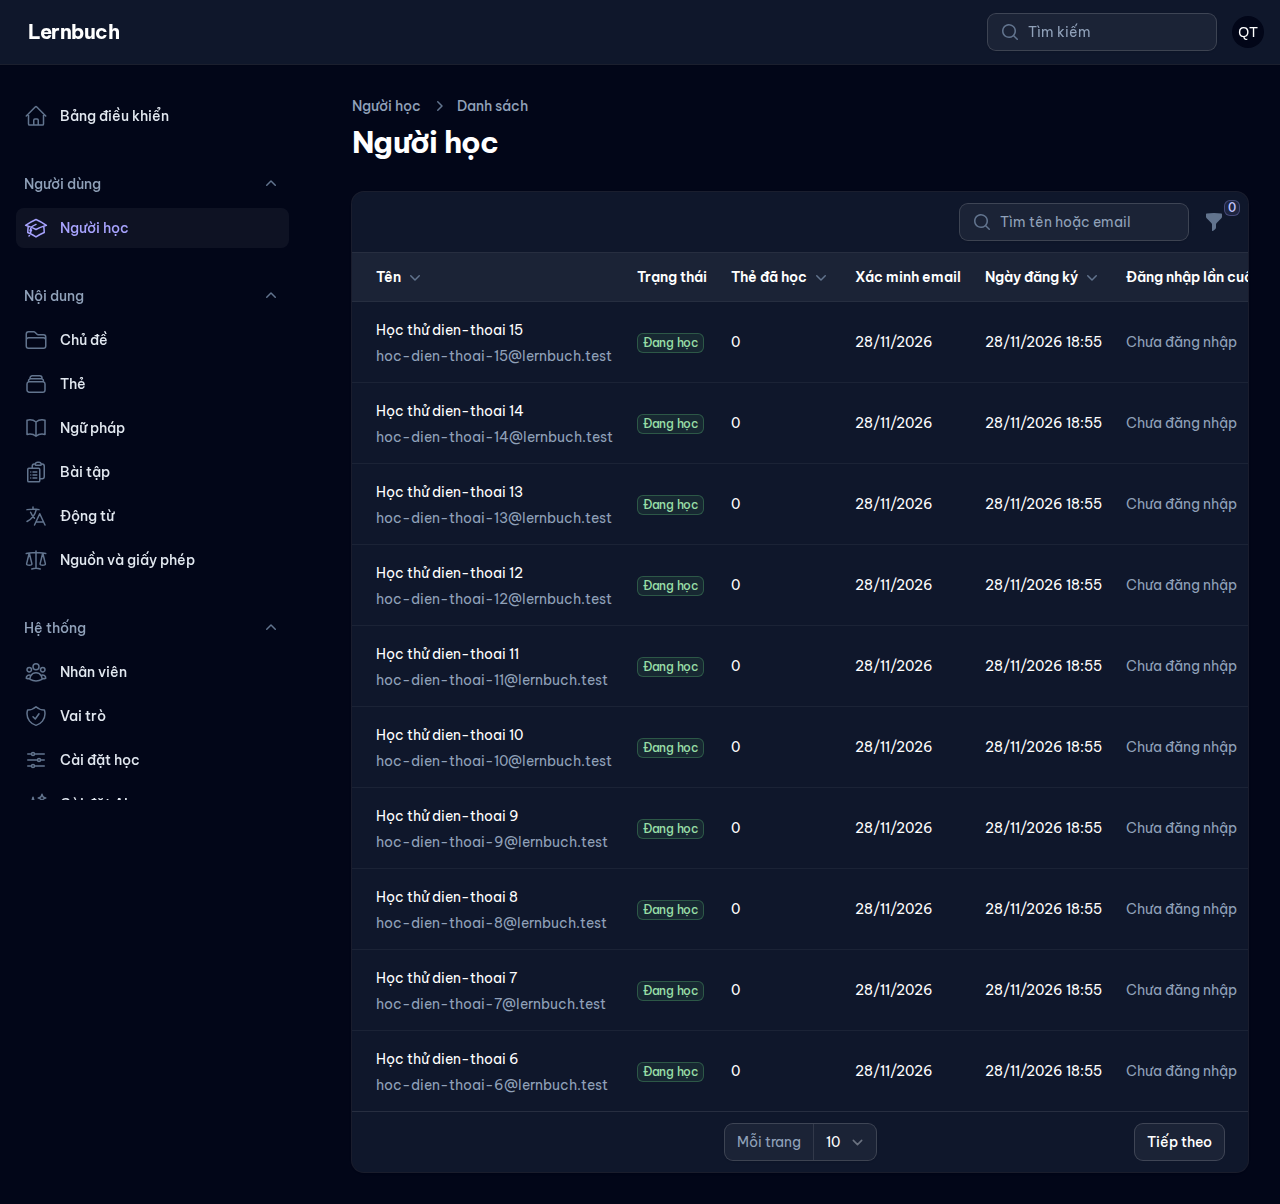 Lernbuch
Tìm kiếm
QT
Bảng điều khiển
Người dùng
Người học
Nội dung
Chủ đề
Thẻ
Ngữ pháp
Bài tập
Động từ
Nguồn và giấy phép
Hệ thống
Nhân viên
Vai trò
Cài đặt học
Người học > Danh sách
Người học
Tìm tên hoặc email
0
Tên Trạng thái Thẻ đã học Xác minh email Ngày đăng ký Đăng nhập lần
Học thử dien-thoai 15
hoc-dien-thoai-15@lernbuch.test
Đang học 0 28/11/2026 28/11/2026 18:55 Chưa đăng nhập
Học thử dien-thoai 14
hoc-dien-thoai-14@lernbuch.test
Đang học 0 28/11/2026 28/11/2026 18:55 Chưa đăng nhập
Học thử dien-thoai 13
hoc-dien-thoai-13@lernbuch.test
Đang học 0 28/11/2026 28/11/2026 18:55 Chưa đăng nhập
Học thử dien-thoai 12
hoc-dien-thoai-12@lernbuch.test
Đang học 0 28/11/2026 28/11/2026 18:55 Chưa đăng nhập
Học thử dien-thoai 11
hoc-dien-thoai-11@lernbuch.test
Đang học 0 28/11/2026 28/11/2026 18:55 Chưa đăng nhập
Học thử dien-thoai 10
hoc-dien-thoai-10@lernbuch.test
Đang học 0 28/11/2026 28/11/2026 18:55 Chưa đăng nhập
Học thử dien-thoai 9
hoc-dien-thoai-9@lernbuch.test
Đang học 0 28/11/2026 28/11/2026 18:55 Chưa đăng nhập
Học thử dien-thoai 8
hoc-dien-thoai-8@lernbuch.test
Đang học 0 28/11/2026 28/11/2026 18:55 Chưa đăng nhập
Học thử dien-thoai 7
hoc-dien-thoai-7@lernbuch.test
Đang học 0 28/11/2026 28/11/2026 18:55 Chưa đăng nhập
Học thử dien-thoai 6
hoc-dien-thoai-6@lernbuch.test
Đang học 0 28/11/2026 28/11/2026 18:55 Chưa đăng nhập
Mỗi trang 10
Tiếp theo